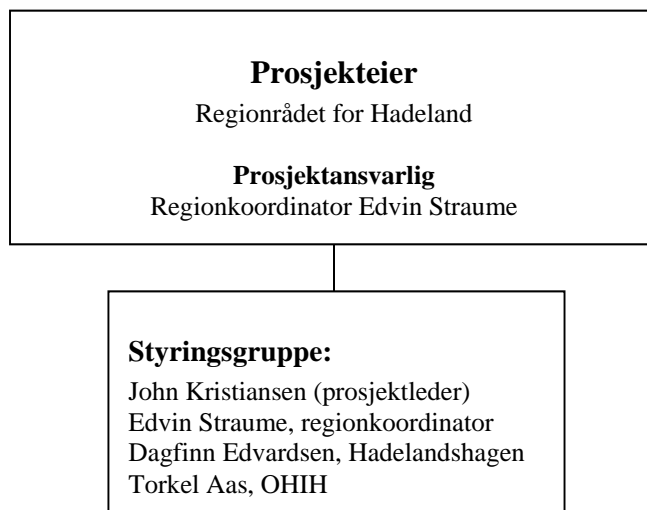 Prosjekteier
Regionrådet for Hadeland
Prosjektansvarlig
Regionkoordinator Edvin Straume
Styringsgruppe:
John Kristiansen (prosjektleder)
Edvin Straume, regionkoordinator
Dagfinn Edvardsen, Hadelandshagen
Torkel Aas, OHIH